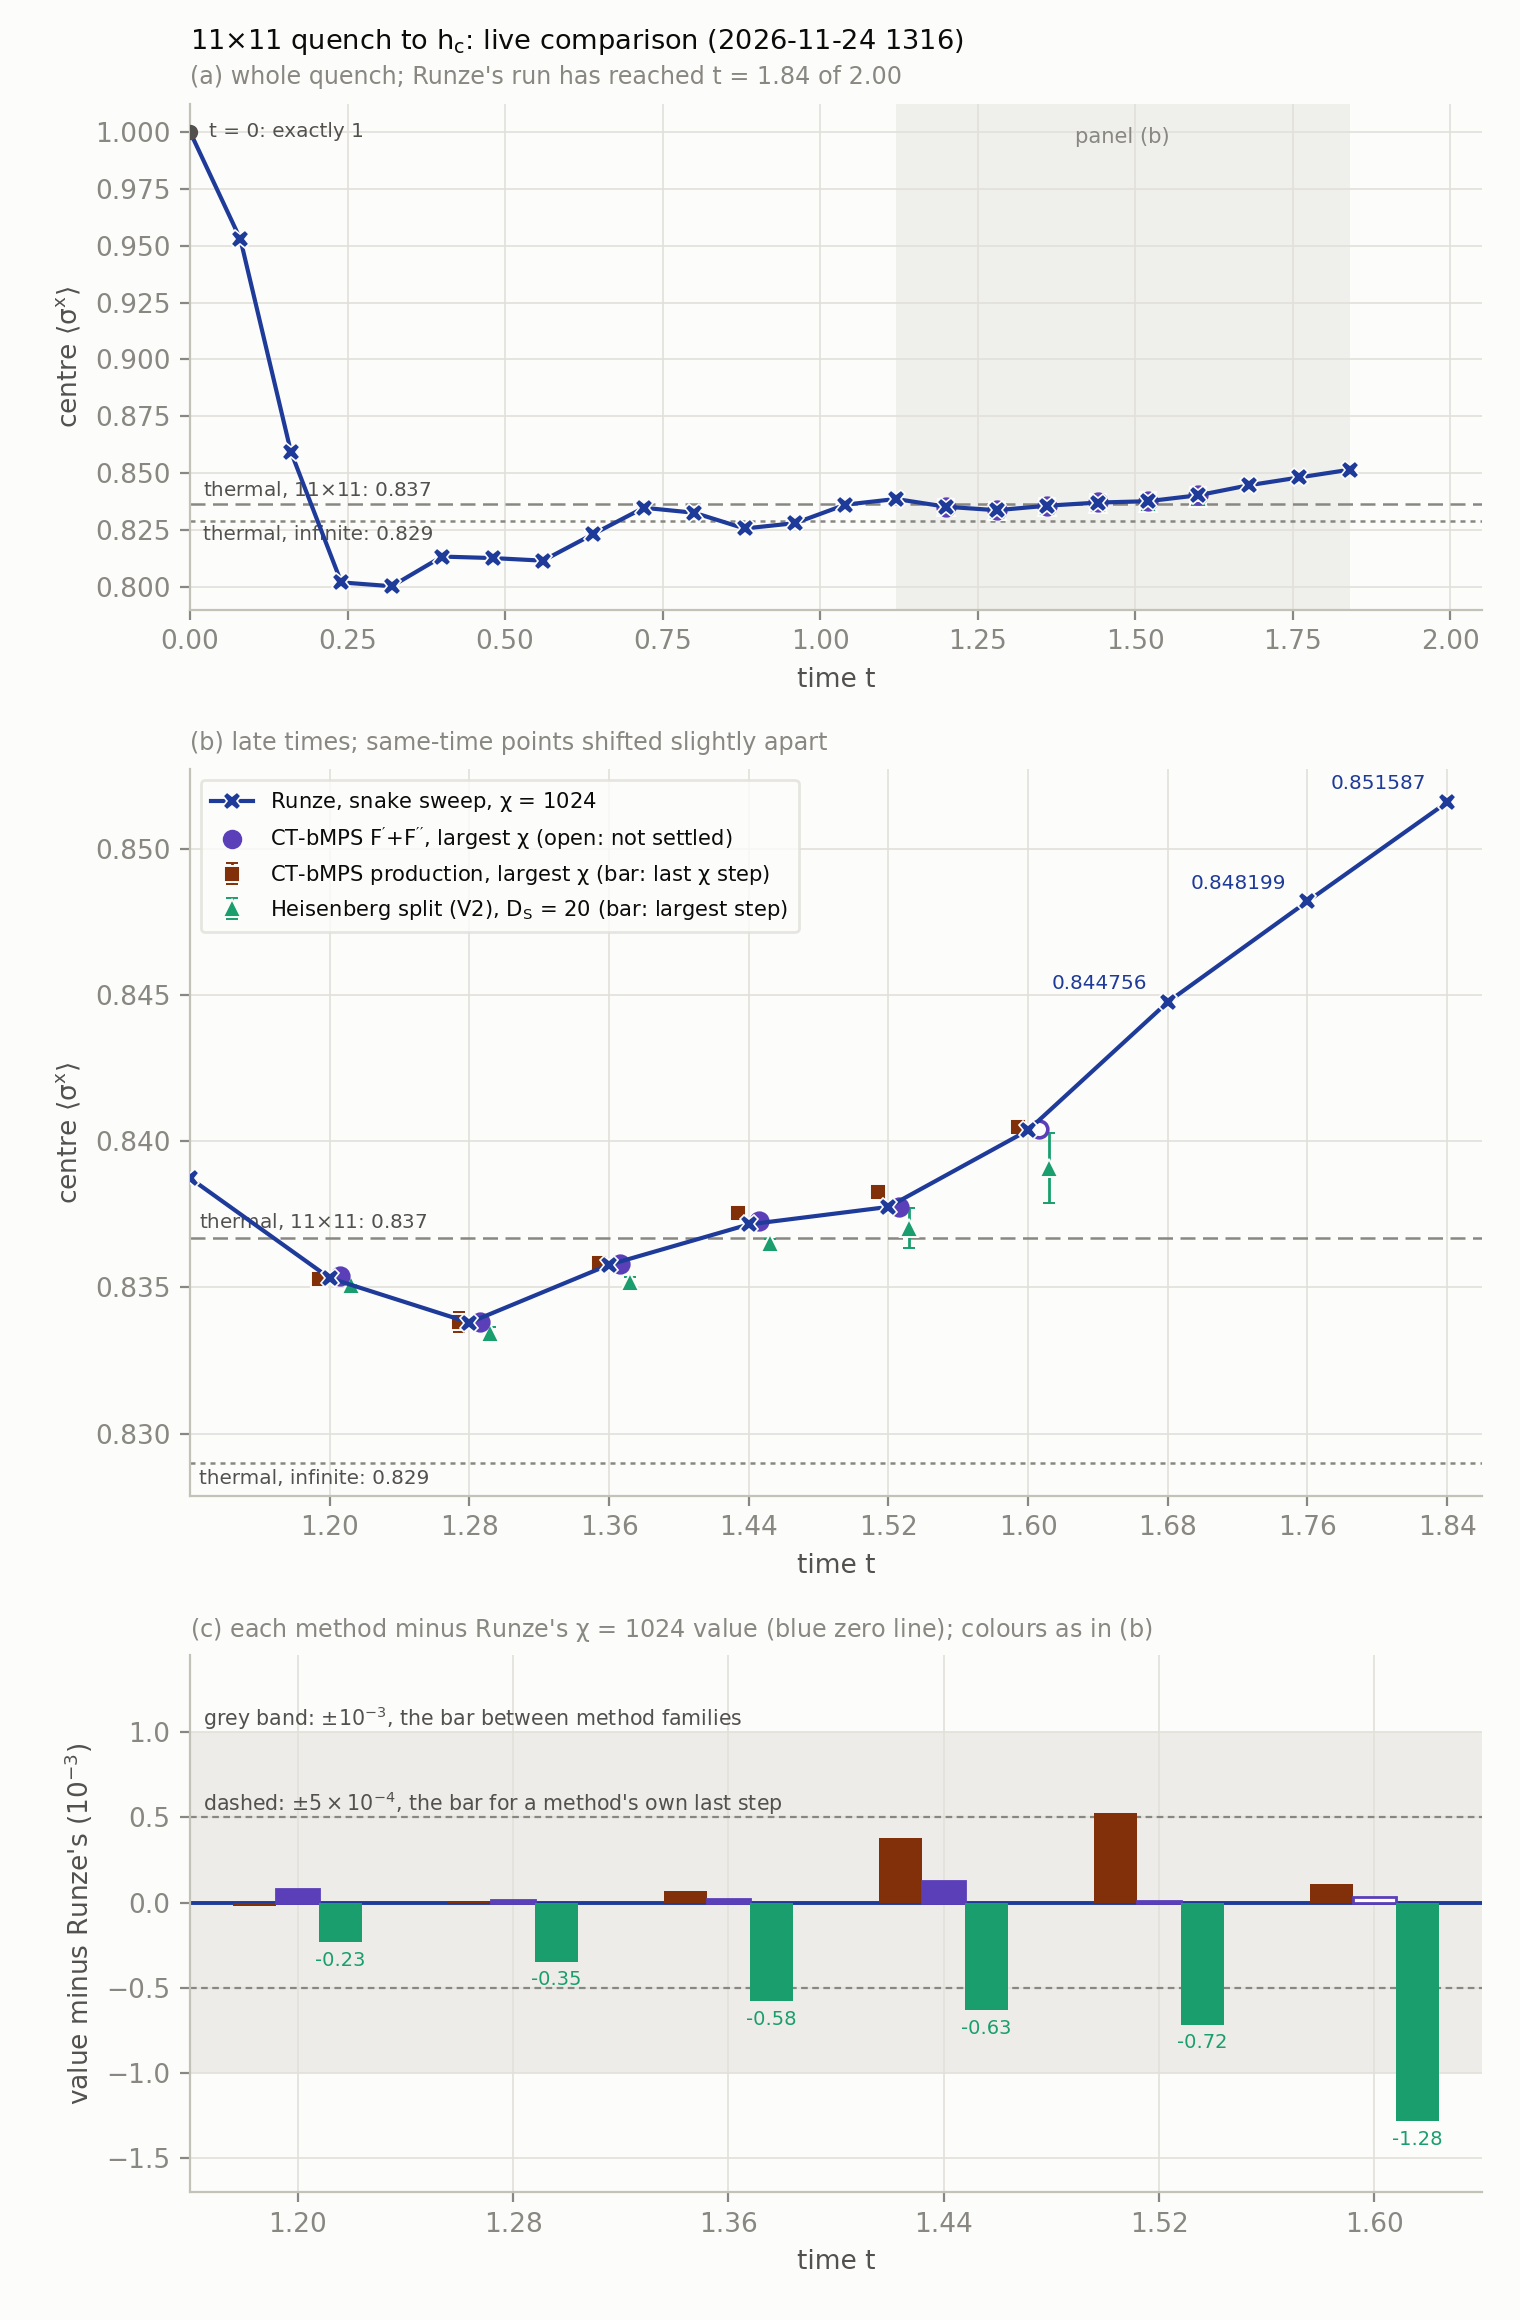 11×11 quench to h_c: live comparison (2026-11-24 1316)
(a) whole quench; Runze's run has reached t = 1.84 of 2.00
t = 0: exactly 1
panel (b)
thermal, 11×11: 0.837
thermal, infinite: 0.829
1.000
0.975
0.950
0.925
0.900
0.875
0.850
0.825
0.800
centre ⟨σ^x⟩
0.00 0.25 0.50 0.75 1.00 1.25 1.50 1.75 2.00
time t
(b) late times; same-time points shifted slightly apart
Runze, snake sweep, χ = 1024
CT-bMPS F′+F′′, largest χ (open: not settled)
CT-bMPS production, largest χ (bar: last χ step)
Heisenberg split (V2), D_S = 20 (bar: largest step)
0.851587
0.848199
0.844756
thermal, 11×11: 0.837
thermal, infinite: 0.829
0.850
0.845
0.840
0.835
0.830
centre ⟨σ^x⟩
1.20 1.28 1.36 1.44 1.52 1.60 1.68 1.76 1.84
time t
(c) each method minus Runze's χ = 1024 value (blue zero line); colours as in (b)
grey band: ±10⁻³, the bar between method families
dashed: ±5 × 10⁻⁴, the bar for a method's own last step
-0.23
-0.35
-0.58
-0.63
-0.72
-1.28
1.0
0.5
0.0
−0.5
−1.0
−1.5
value minus Runze's (10⁻³)
1.20 1.28 1.36 1.44 1.52 1.60
time t